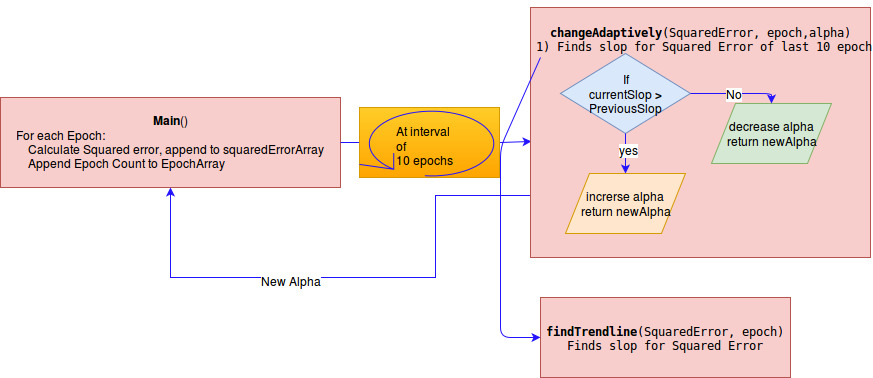 Main()
For each Epoch:
Calculate Squared error, append to squaredErrorArray
Append Epoch Count to EpochArray
At interval
of
10 epochs
changeAdaptively(SquaredError, epoch,alpha)
1) Finds slop for Squared Error of last 10 epoch
If
currentSlop >
PreviousSlop
No
decrease alpha
return newAlpha
yes
increrse alpha
return newAlpha
New Alpha
findTrendline(SquaredError, epoch)
Finds slop for Squared Error